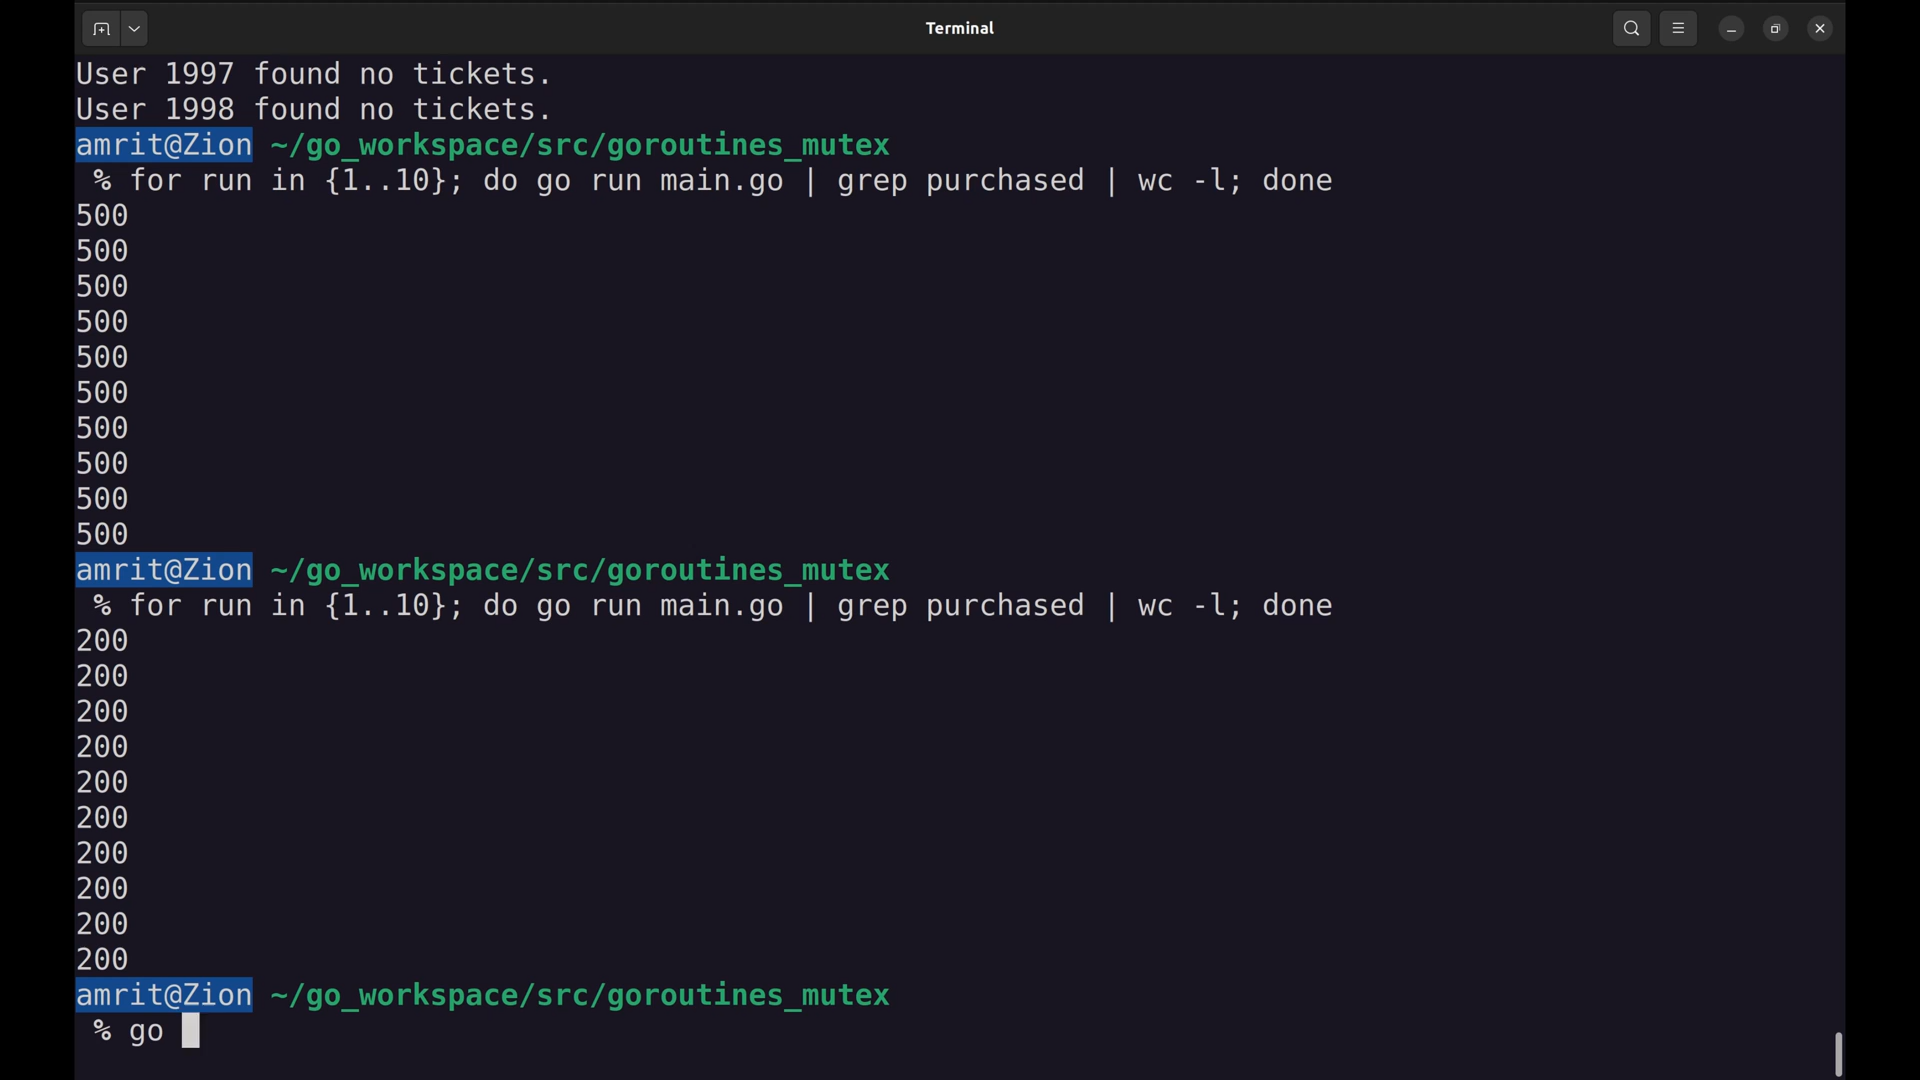 Terminal
User 1997 found no tickets.
User 1998 found no tickets.
amrit@Zion ~/go_workspace/src/goroutines_mutex
% for run in {1..10}; do go run main.go | grep purchased | wc -l; done
500
500
500
500
500
500
500
500
500
500
amrit@Zion ~/go_workspace/src/goroutines_mutex
% for run in {1..10}; do go run main.go | grep purchased | wc -l; done
200
200
200
200
200
200
200
200
200
200
amrit@Zion ~/go_workspace/src/goroutines_mutex
% go